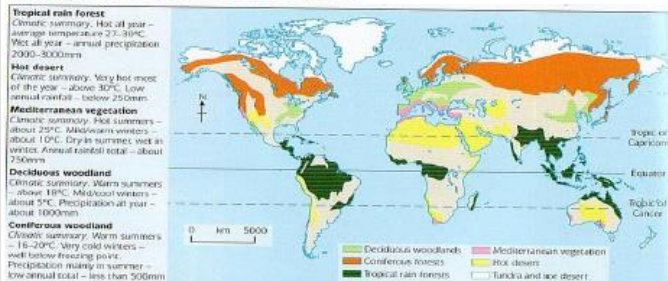 Tropical rain forest
Climatic summary. Hot all year –
average temperature 27–30°C.
Wet all year – annual precipitation
2000–3000mm
Hot desert
Climatic summary. Very hot most
of the year – above 30°C. Low
annual rainfall – below 250mm
Mediterranean vegetation
Climatic summary. Hot summers –
about 25°C. Mild/warm winters –
about 10°C. Dry in summer, wet in
winter. Annual rainfall total – about
750mm
Deciduous woodland
Climatic summary. Warm summers
– about 18°C. Mild/cool winters –
about 5°C. Precipitation all year –
about 1000mm
Coniferous woodland
Climatic summary. Warm summers
– 16–20°C. Very cold winters –
well below freezing point.
Precipitation mainly in summer –
low annual total – less than 500mm
N
Tropic of
Capricorn
Equator
Tropic of
Cancer
0 km 5000
Deciduous woodlands
Coniferous forests
Tropical rain forests
Mediterranean vegetation
Hot desert
Tundra and ice desert